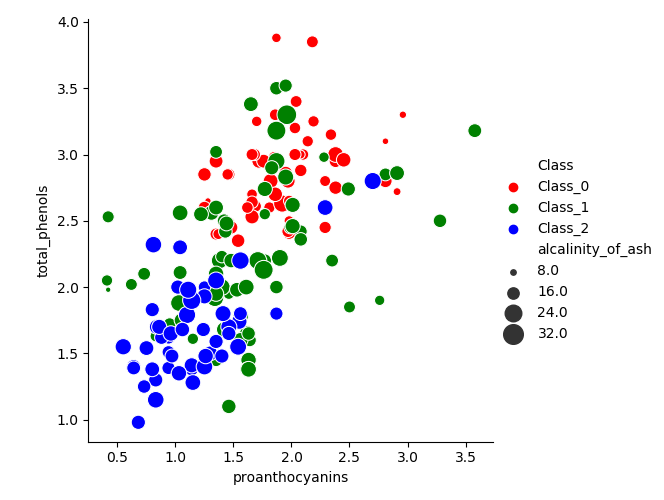 4.0
3.5
3.0
2.5
2.0
1.5
1.0
total_phenols
0.5
1.0
1.5
2.0
2.5
3.0
3.5
proanthocyanins
Class
Class_0
Class_1
Class_2
alcalinity_of_ash
8.0
16.0
24.0
32.0